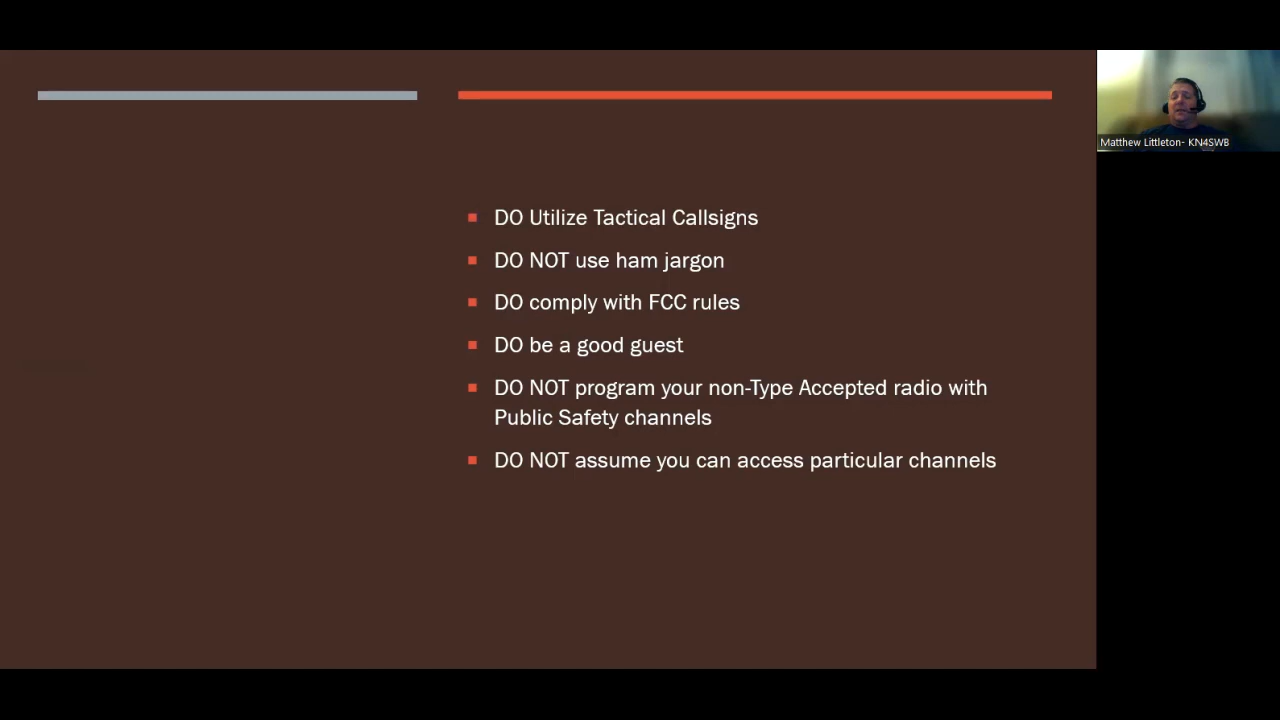 DO Utilize Tactical Callsigns
DO NOT use ham jargon
DO comply with FCC rules
DO be a good guest
DO NOT program your non-Type Accepted radio with
Public Safety channels
DO NOT assume you can access particular channels
Matthew Littleton- KN4SWB